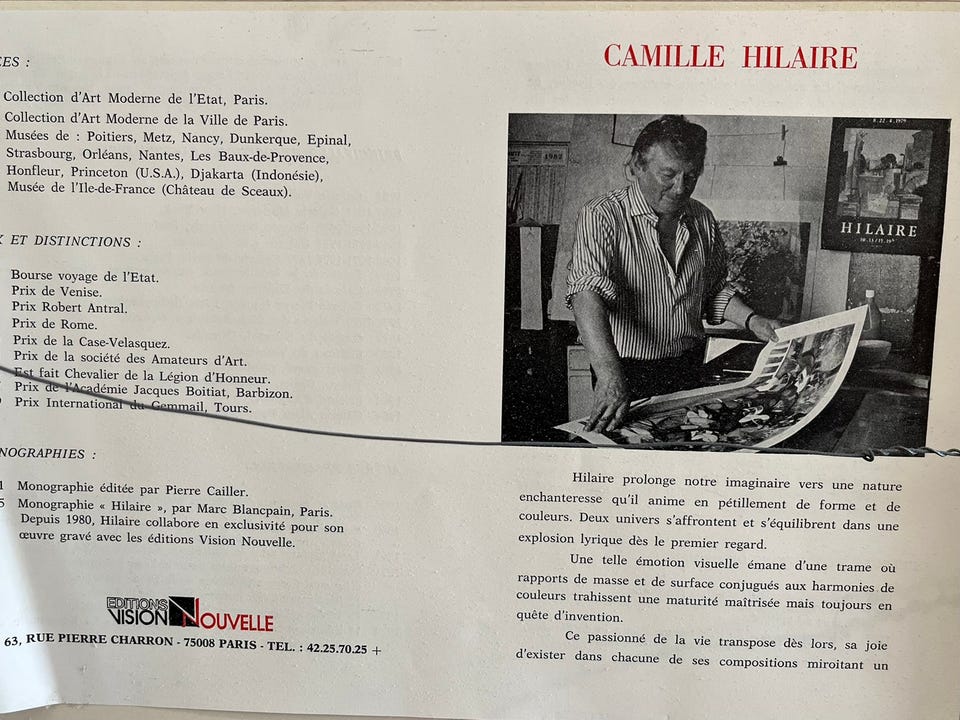 ES :
Collection d'Art Moderne de l'Etat, Paris.
Collection d'Art Moderne de la Ville de Paris.
Musées de : Poitiers, Metz, Nancy, Dunkerque, Epinal,
Strasbourg, Orléans, Nantes, Les Baux-de-Provence,
Honfleur, Princeton (U.S.A.), Djakarta (Indonésie),
Musée de l'Ile-de-France (Château de Sceaux).
X ET DISTINCTIONS :
Bourse voyage de l'Etat.
Prix de Venise.
Prix Robert Antral.
Prix de Rome.
Prix de la Case-Velasquez.
Prix de la société des Amateurs d'Art.
Est fait Chevalier de la Légion d'Honneur.
Prix de l'Académie Jacques Boitiat, Barbizon.
Prix International du Gemmail, Tours.
NOGRAPHIES :
1 Monographie éditée par Pierre Cailler.
5 Monographie « Hilaire », par Marc Blancpain, Paris.
Depuis 1980, Hilaire collabore en exclusivité pour son
œuvre gravé avec les éditions Vision Nouvelle.
EDITIONS
VISION NOUVELLE
63, RUE PIERRE CHARRON - 75008 PARIS - TEL. : 42.25.70.25 +
CAMILLE HILAIRE
1982
HILAIRE
Hilaire prolonge notre imaginaire vers une nature
enchanteresse qu'il anime en pétillement de forme et de
couleurs. Deux univers s'affrontent et s'équilibrent dans une
explosion lyrique dès le premier regard.
Une telle émotion visuelle émane d'une trame où
rapports de masse et de surface conjugués aux harmonies de
couleurs trahissent une maturité maîtrisée mais toujours en
quête d'invention.
Ce passionné de la vie transpose dès lors, sa joie
d'exister dans chacune de ses compositions miroitant un